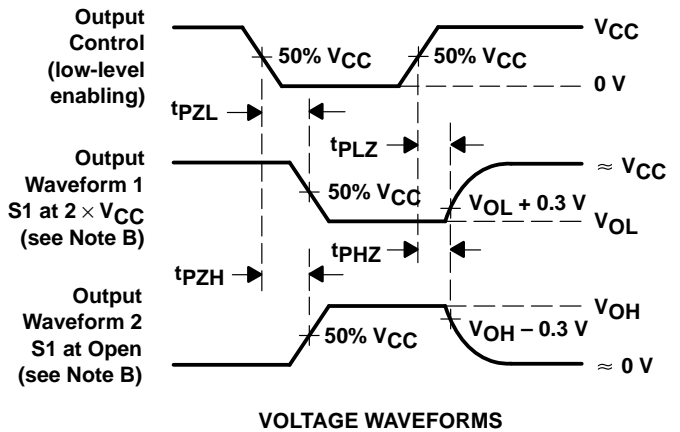 Output
Control
(low-level
enabling)
50% VCC
50% VCC
VCC
0 V
tPZL
tPLZ
Output
Waveform 1
S1 at 2 × VCC
(see Note B)
50% VCC
VOL + 0.3 V
≈ VCC
VOL
tPZH
tPHZ
Output
Waveform 2
S1 at Open
(see Note B)
50% VCC
VOH − 0.3 V
VOH
≈ 0 V
VOLTAGE WAVEFORMS